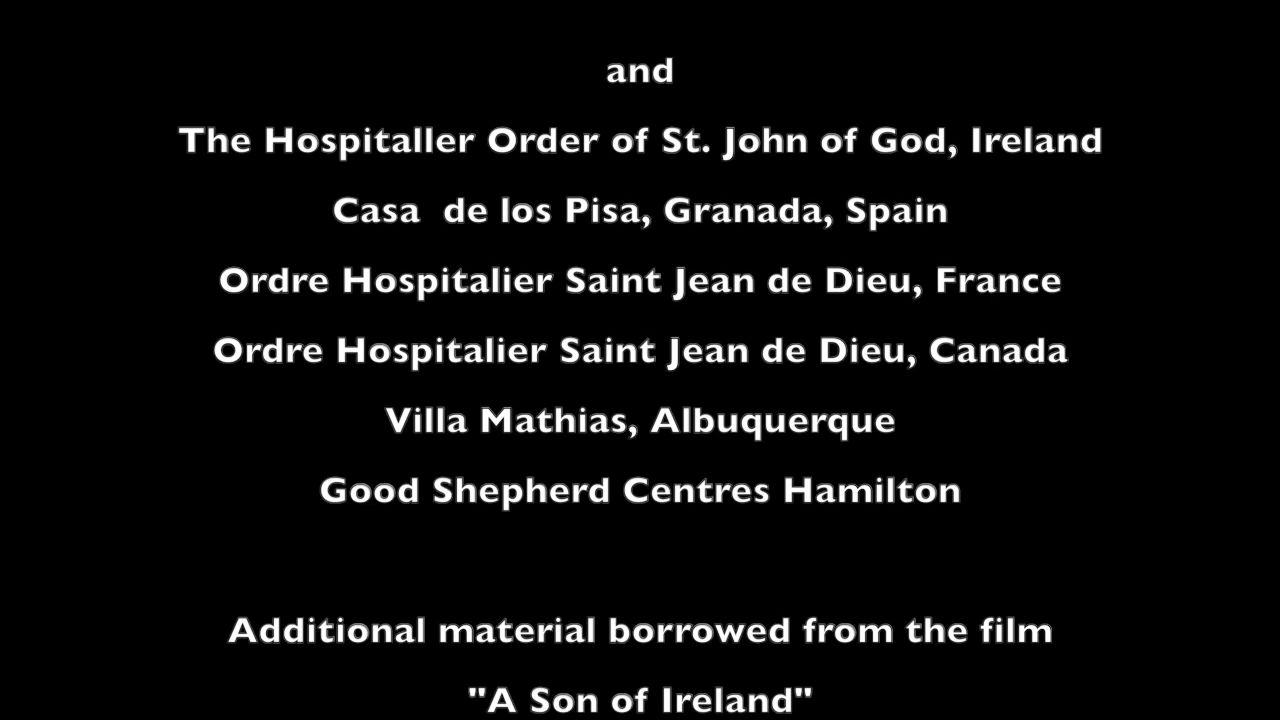 and
The Hospitaller Order of St. John of God, Ireland
Casa  de los Pisa, Granada, Spain
Ordre Hospitalier Saint Jean de Dieu, France
Ordre Hospitalier Saint Jean de Dieu, Canada
Villa Mathias, Albuquerque
Good Shepherd Centres Hamilton
Additional material borrowed from the film
"A Son of Ireland"